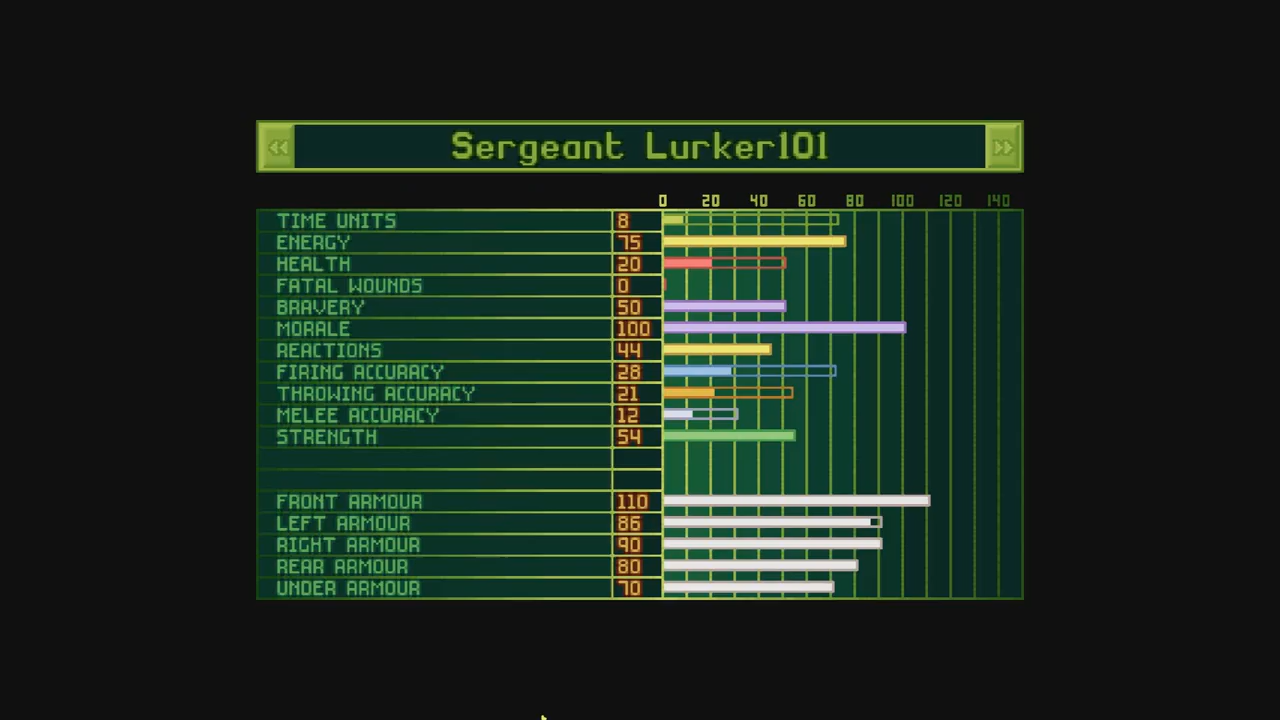 Sergeant Lurker101
0 20 40 60 80 100 120 140
TIME UNITS 8
ENERGY 75
HEALTH 20
FATAL WOUNDS 0
BRAVERY 50
MORALE 100
REACTIONS 44
FIRING ACCURACY 28
THROWING ACCURACY 21
MELEE ACCURACY 12
STRENGTH 54
FRONT ARMOUR 110
LEFT ARMOUR 86
RIGHT ARMOUR 90
REAR ARMOUR 80
UNDER ARMOUR 70